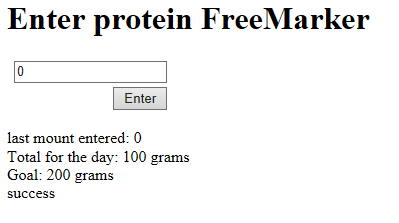 Enter protein FreeMarker
0
Enter
last mount entered: 0
Total for the day: 100 grams
Goal: 200 grams
success